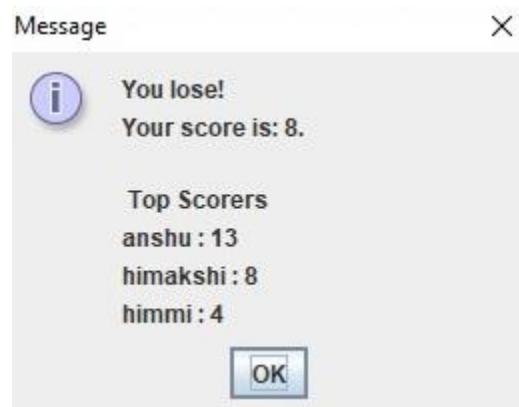 Message
You lose!
Your score is: 8.
Top Scorers
anshu : 13
himakshi : 8
himmi : 4
OK